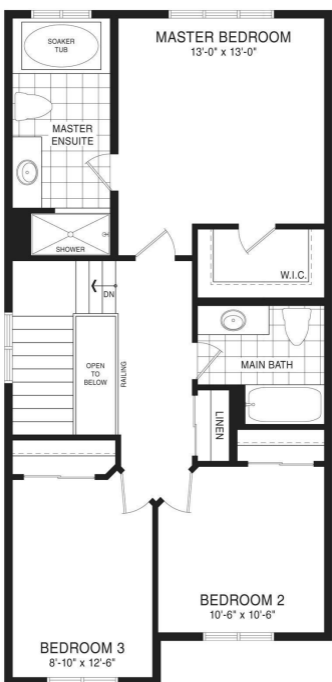 SOAKER
TUB
MASTER BEDROOM
13'-0" x 13'-0"
MASTER
ENSUITE
SHOWER
W.I.C.
DN
OPEN
TO
BELOW
RAILING
MAIN BATH
LINEN
BEDROOM 2
10'-6" x 10'-6"
BEDROOM 3
8'-10" x 12'-6"